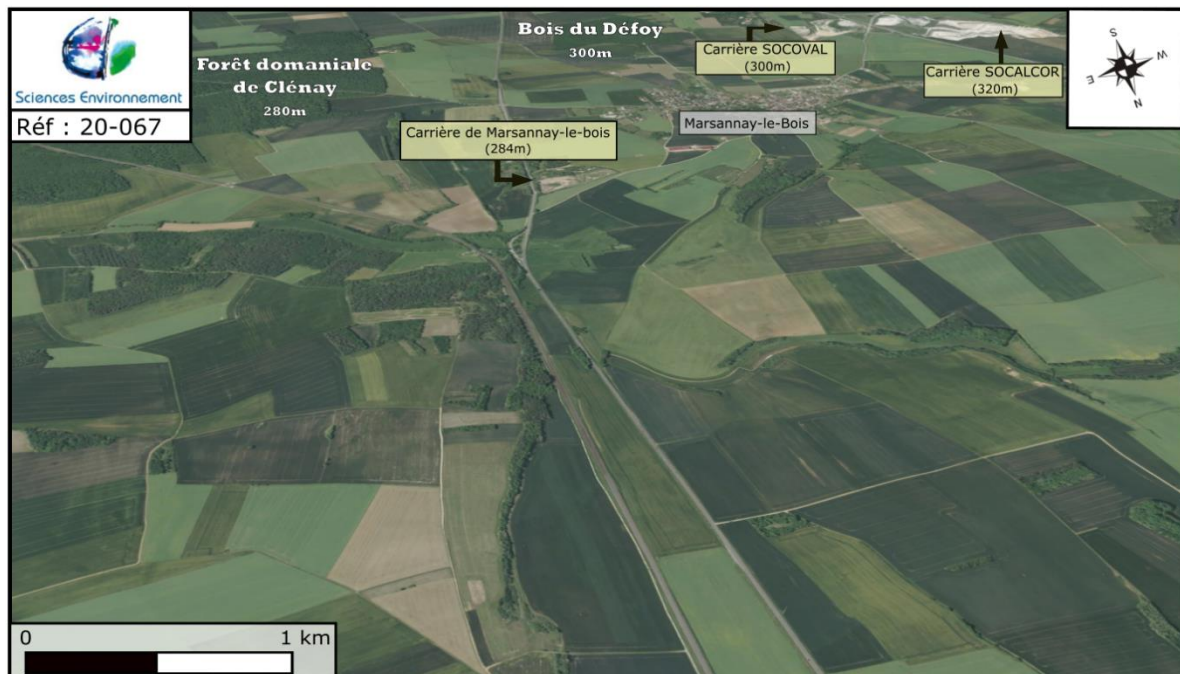 Sciences Environnement
Réf : 20-067
Forêt domaniale
de Clénay
280m
Bois du Défoy
300m
Carrière SOCOVAL
(300m)
Carrière SOCALCOR
(320m)
Marsannay-le-Bois
Carrière de Marsannay-le-bois
(284m)
S
W
E
N
0 1 km